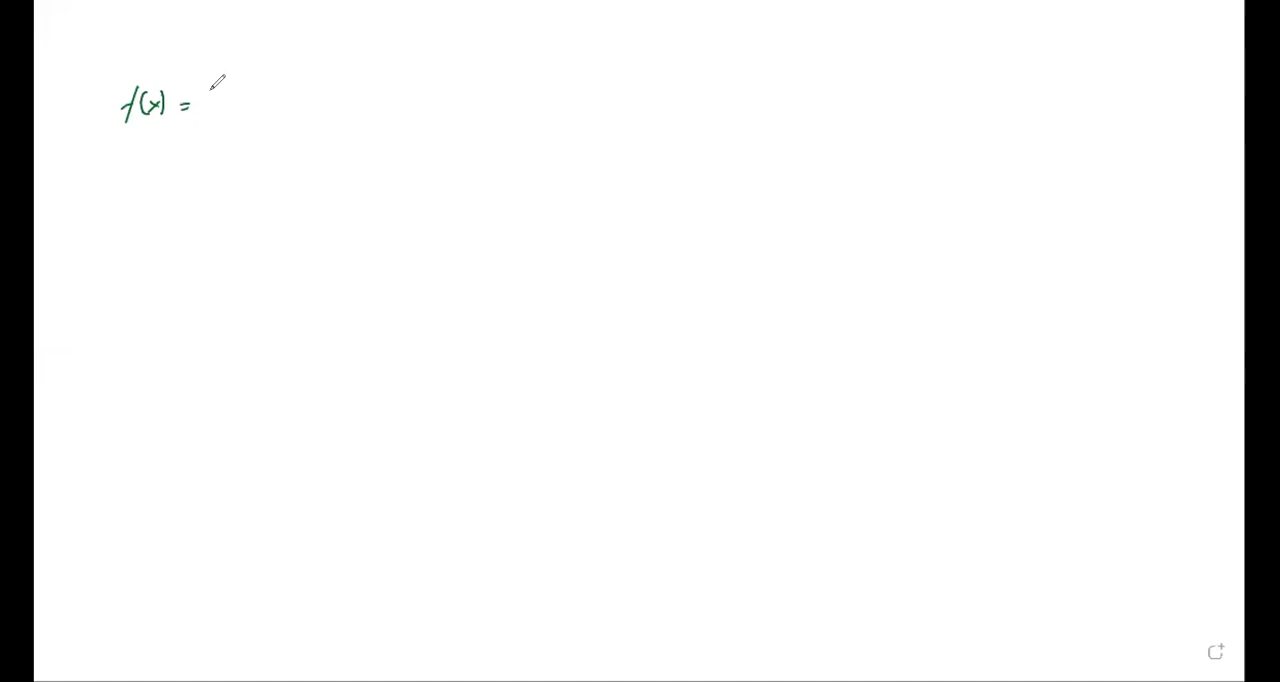 f(x) =